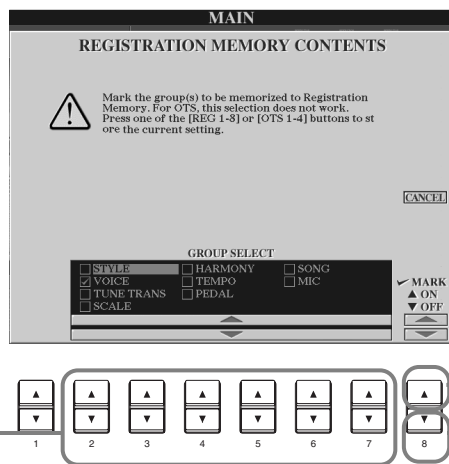 MAIN
REGISTRATION MEMORY CONTENTS
Mark the group(s) to be memorized to Registration
Memory. For OTS, this selection does not work.
Press one of the [REG 1-8] or [OTS 1-4] buttons to st
ore the current setting.
CANCEL
GROUP SELECT
STYLE HARMONY SONG
VOICE TEMPO MIC
TUNE TRANS PEDAL
SCALE
MARK
▲ ON
▼ OFF
1 2 3 4 5 6 7 8